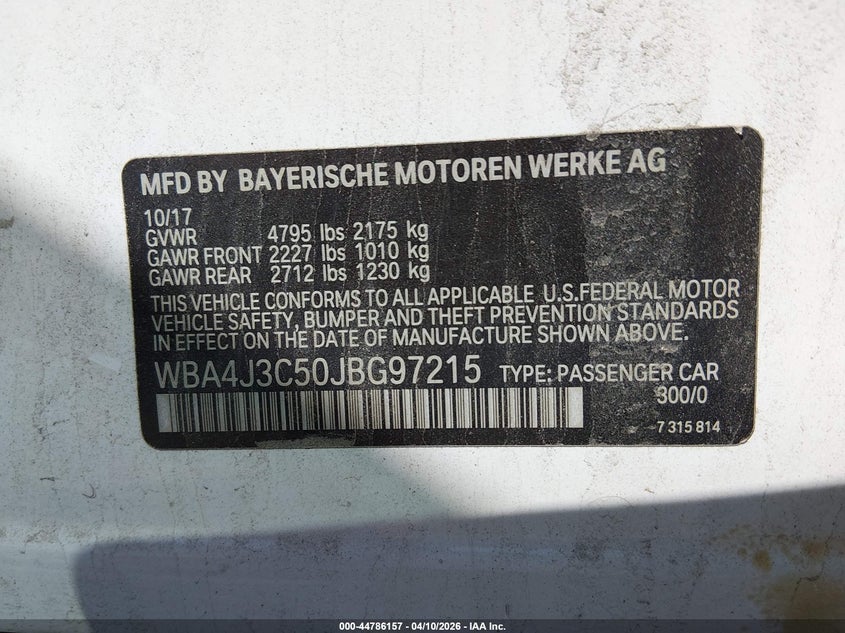 MFD BY BAYERISCHE MOTOREN WERKE AG
10/17
GVWR 4795 lbs 2175 kg
GAWR FRONT 2227 lbs 1010 kg
GAWR REAR 2712 lbs 1230 kg
THIS VEHICLE CONFORMS TO ALL APPLICABLE U.S.FEDERAL MOTOR
VEHICLE SAFETY, BUMPER AND THEFT PREVENTION STANDARDS
IN EFFECT ON THE DATE OF MANUFACTURE SHOWN ABOVE.
WBA4J3C50JBG97215 TYPE: PASSENGER CAR
300/0
7 315 814
000-44786157 - 04/10/2026 - IAA Inc.